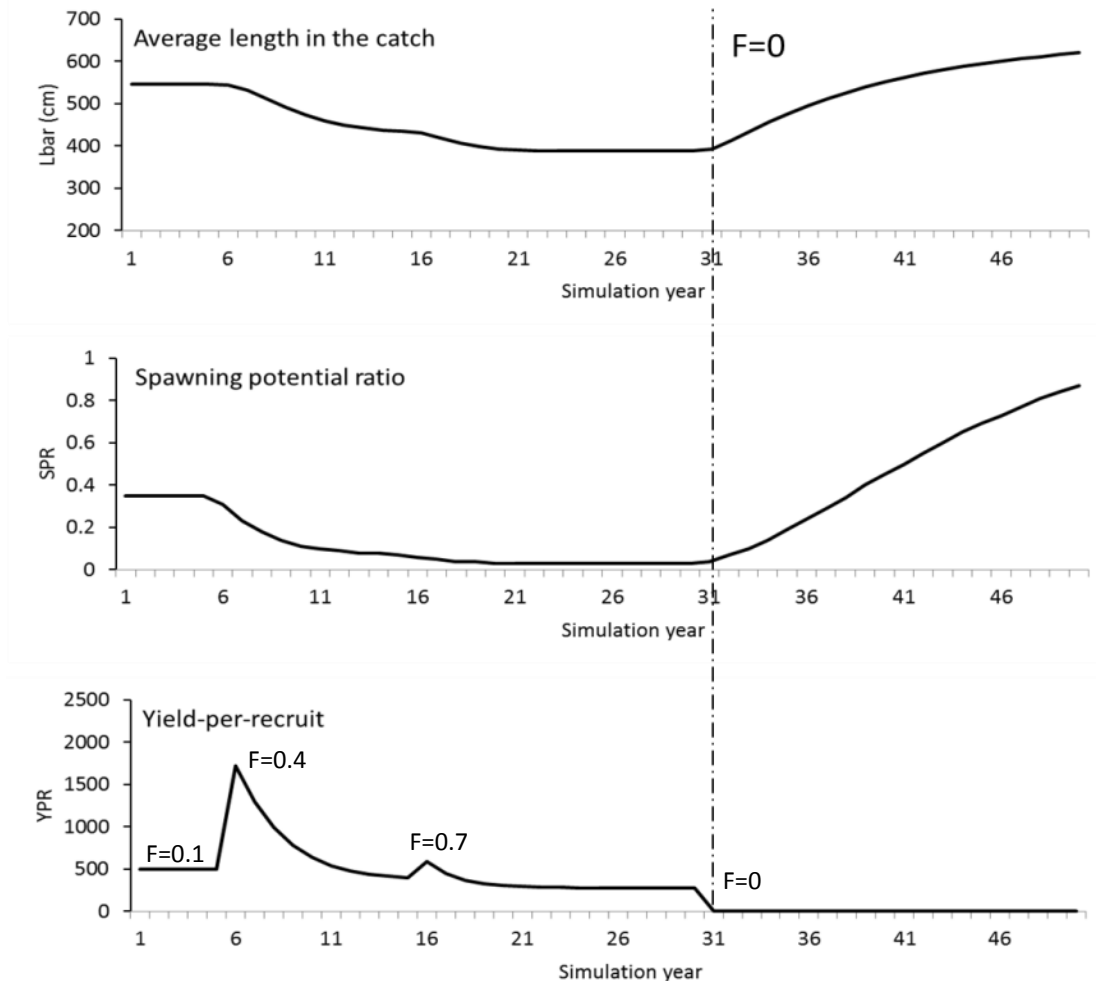 Average length in the catch
F=0
Lbar (cm)
700
600
500
400
300
200
1 6 11 16 21 26 31 36 41 46
Simulation year
Spawning potential ratio
SPR
1
0.8
0.6
0.4
0.2
0
1 6 11 16 21 26 31 36 41 46
Simulation year
Yield-per-recruit
YPR
2500
2000
1500
1000
500
0
F=0.4
F=0.1
F=0.7
F=0
1 6 11 16 21 26 31 36 41 46
Simulation year